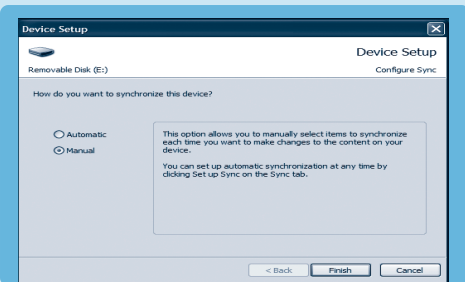 Device Setup
Device Setup
Removable Disk (E:)
Configure Sync
How do you want to synchronize this device?
Automatic
Manual
This option allows you to manually select items to synchronize
each time you want to make changes to the content on your
device.
You can set up automatic synchronization at any time by
clicking Set up Sync on the Sync tab.
< Back
Finish
Cancel